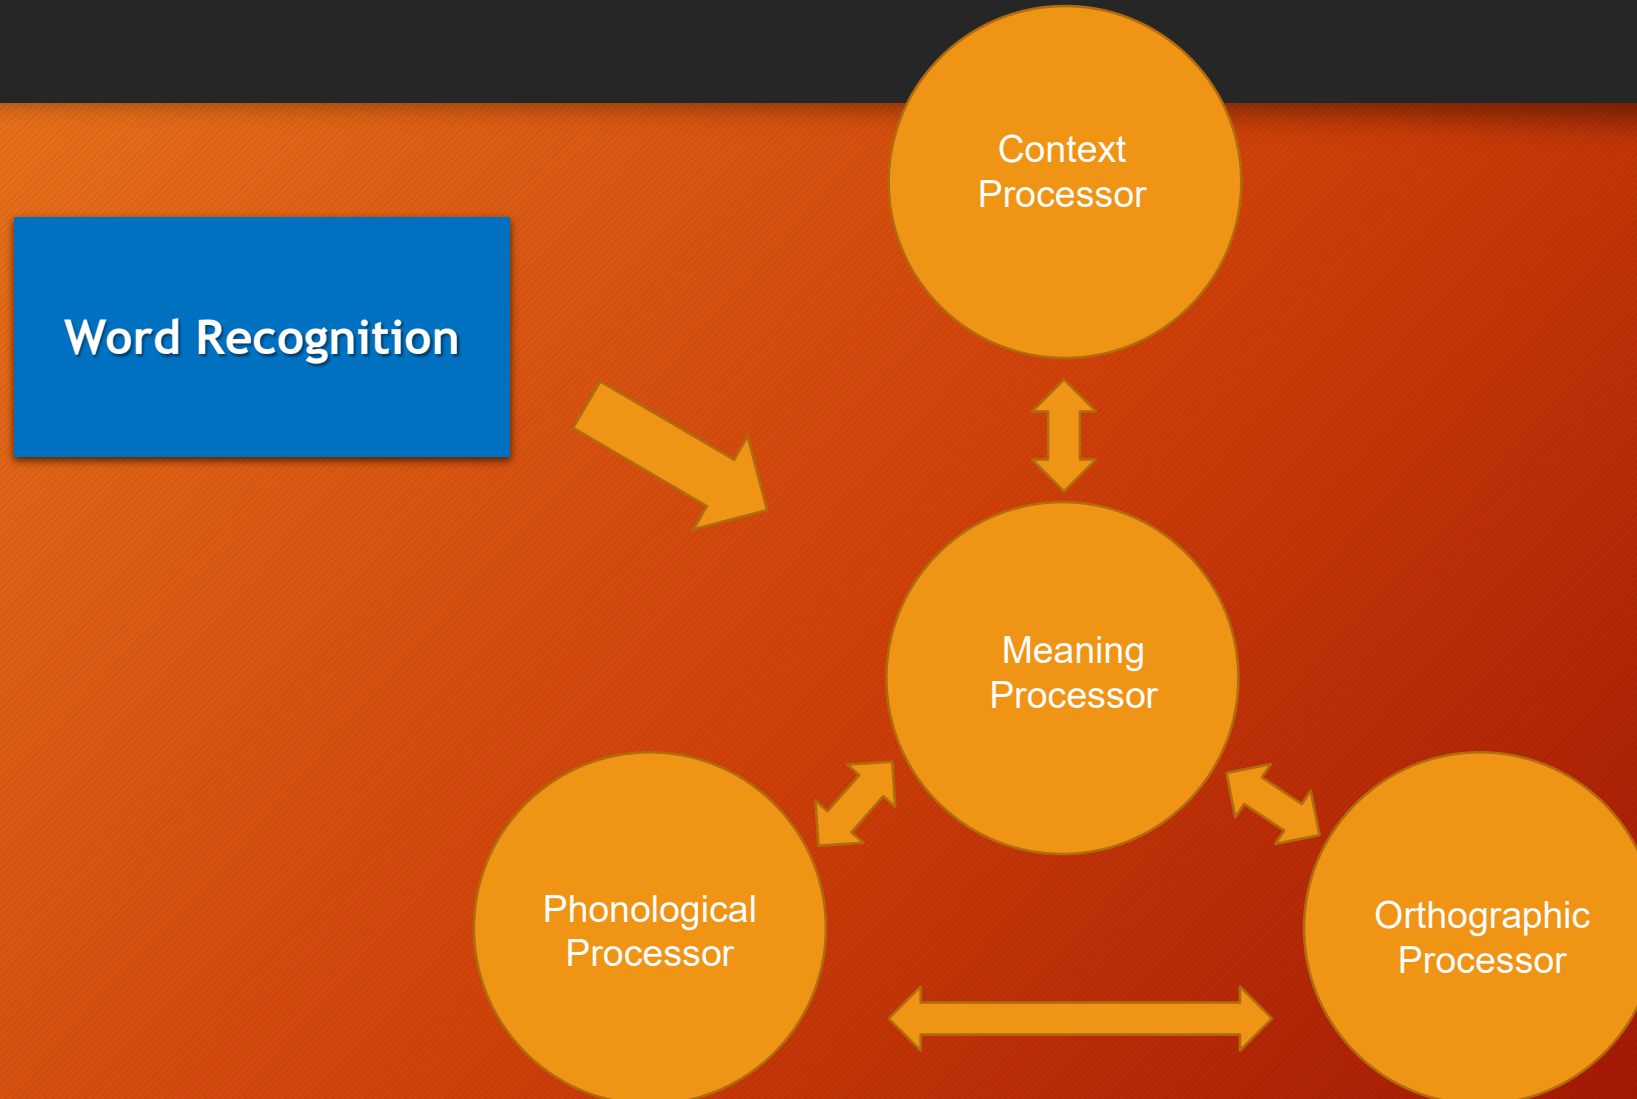 Context
Processor
Word Recognition
Meaning
Processor
Phonological
Processor
Orthographic
Processor